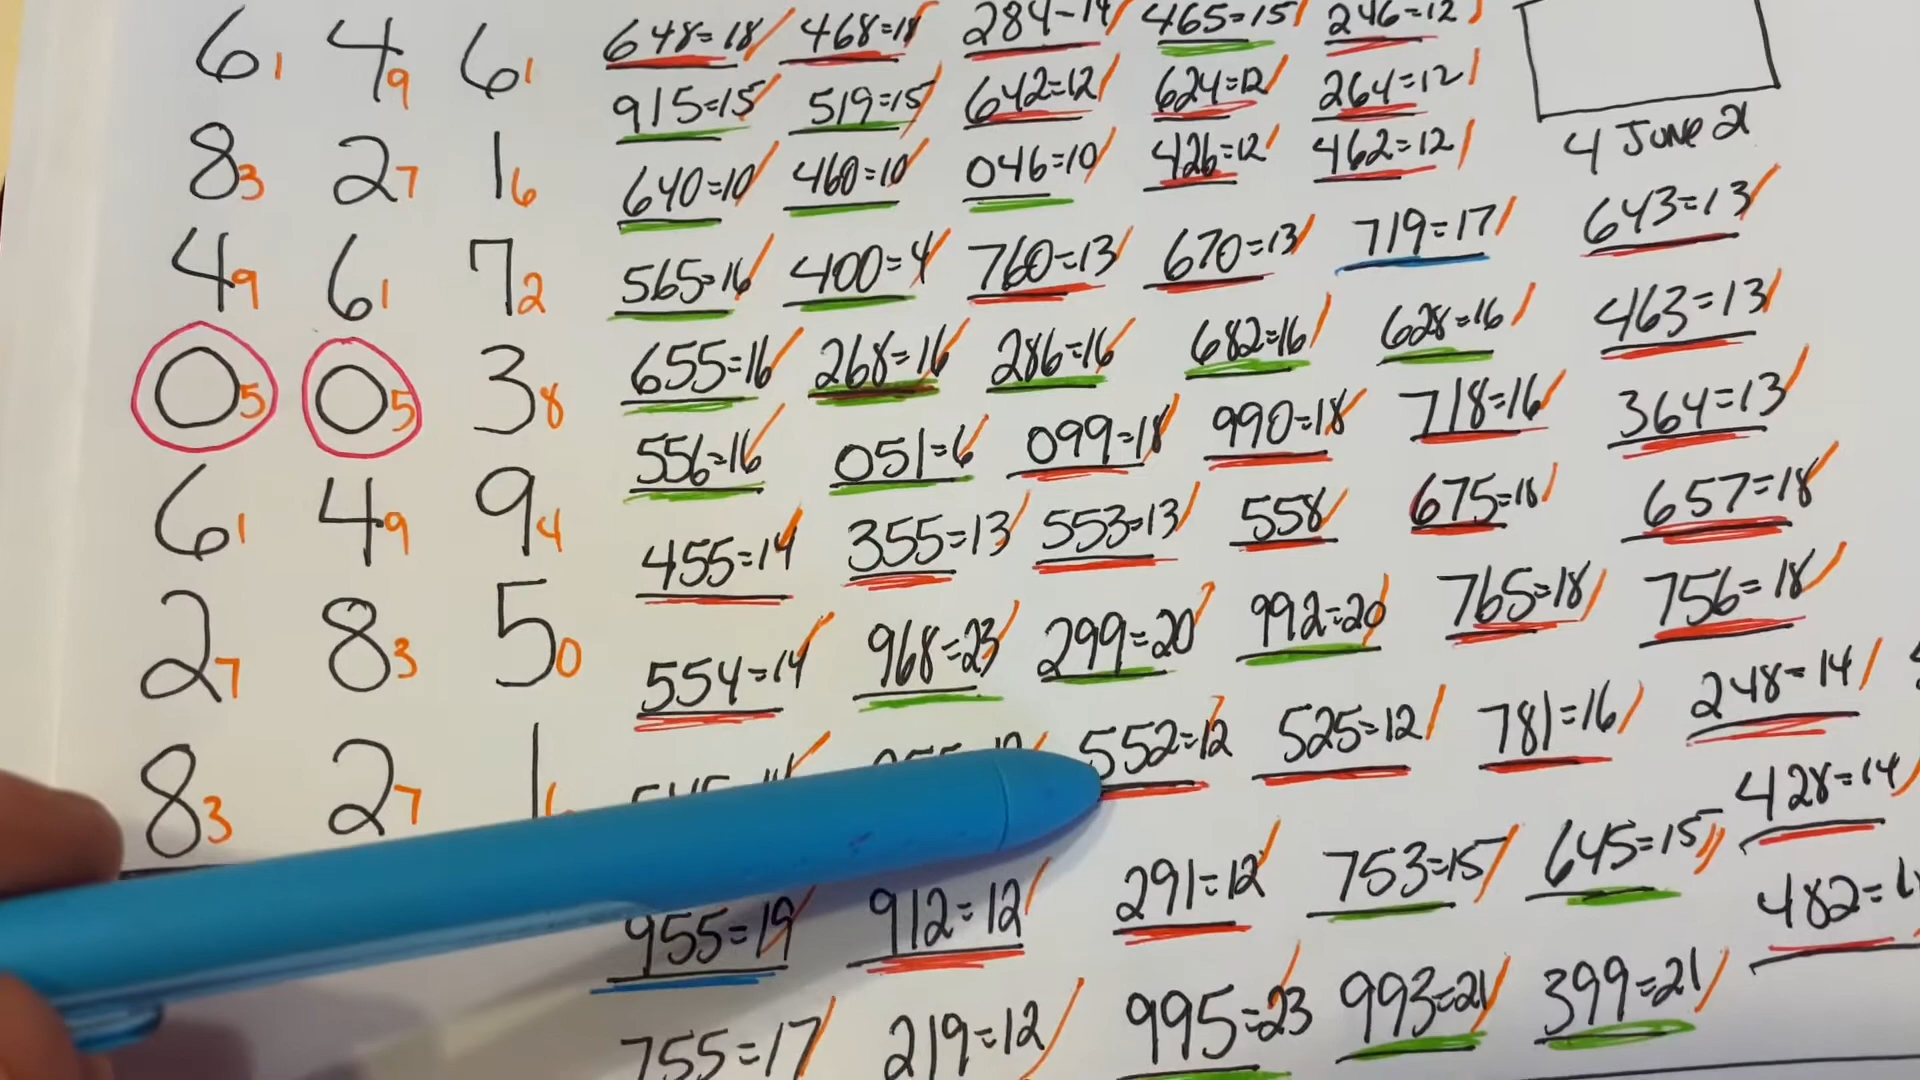 6 1 4 9 6 1
8 3 2 7 1 6
4 9 6 1 7 2
0 5 0 5 3 8
6 1 4 9 9 4
2 7 8 3 5 0
8 3 2 7 1
648=18 468=18 284-14 465=15 246=12
915=15 519=15 642=12 624=12 264=12
640=10 460=10 046=10 426=12 462=12
565=16 400=4 760=13 670=13 719=17
655=16 268=16 286=16 682=16 628=16
556=16 051=6 099=18 990=18 718=16
455=14 355=13 553=13 558 675=18
554=14 968=23 299=20 992=20 765=18
552=12 525=12 781=16
955=19 912=12 291=12 753=15 645=15
755=17 219=12 995=23 993=21 399=21
4 June 21
643=13
463=13
364=13
657=18
756=18
248=14
428=14
482=